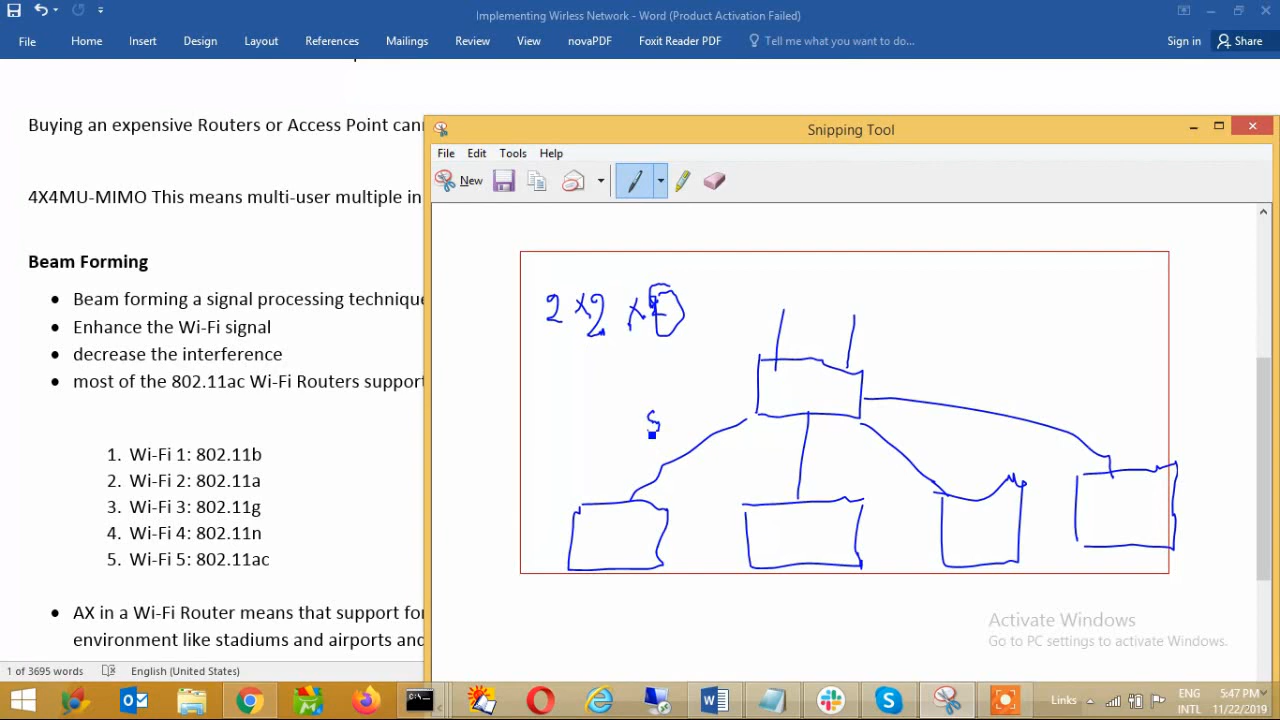 Implementing Wirless Network - Word (Product Activation Failed)
File Home Insert Design Layout References Mailings Review View novaPDF Foxit Reader PDF Tell me what you want to do... Sign in Share
Buying an expensive Routers or Access Point cann
4X4MU-MIMO This means multi-user multiple in
Beam Forming
• Beam forming a signal processing technique
• Enhance the Wi-Fi signal
• decrease the interference
• most of the 802.11ac Wi-Fi Routers support
1. Wi-Fi 1: 802.11b
2. Wi-Fi 2: 802.11a
3. Wi-Fi 3: 802.11g
4. Wi-Fi 4: 802.11n
5. Wi-Fi 5: 802.11ac
• AX in a Wi-Fi Router means that support for
environment like stadiums and airports and
1 of 3695 words English (United States)
Snipping Tool
File Edit Tools Help
New
2 x 2 x
S
Activate Windows
Go to PC settings to activate Windows.
Links ENG 5:47 PM
INTL 11/22/2019